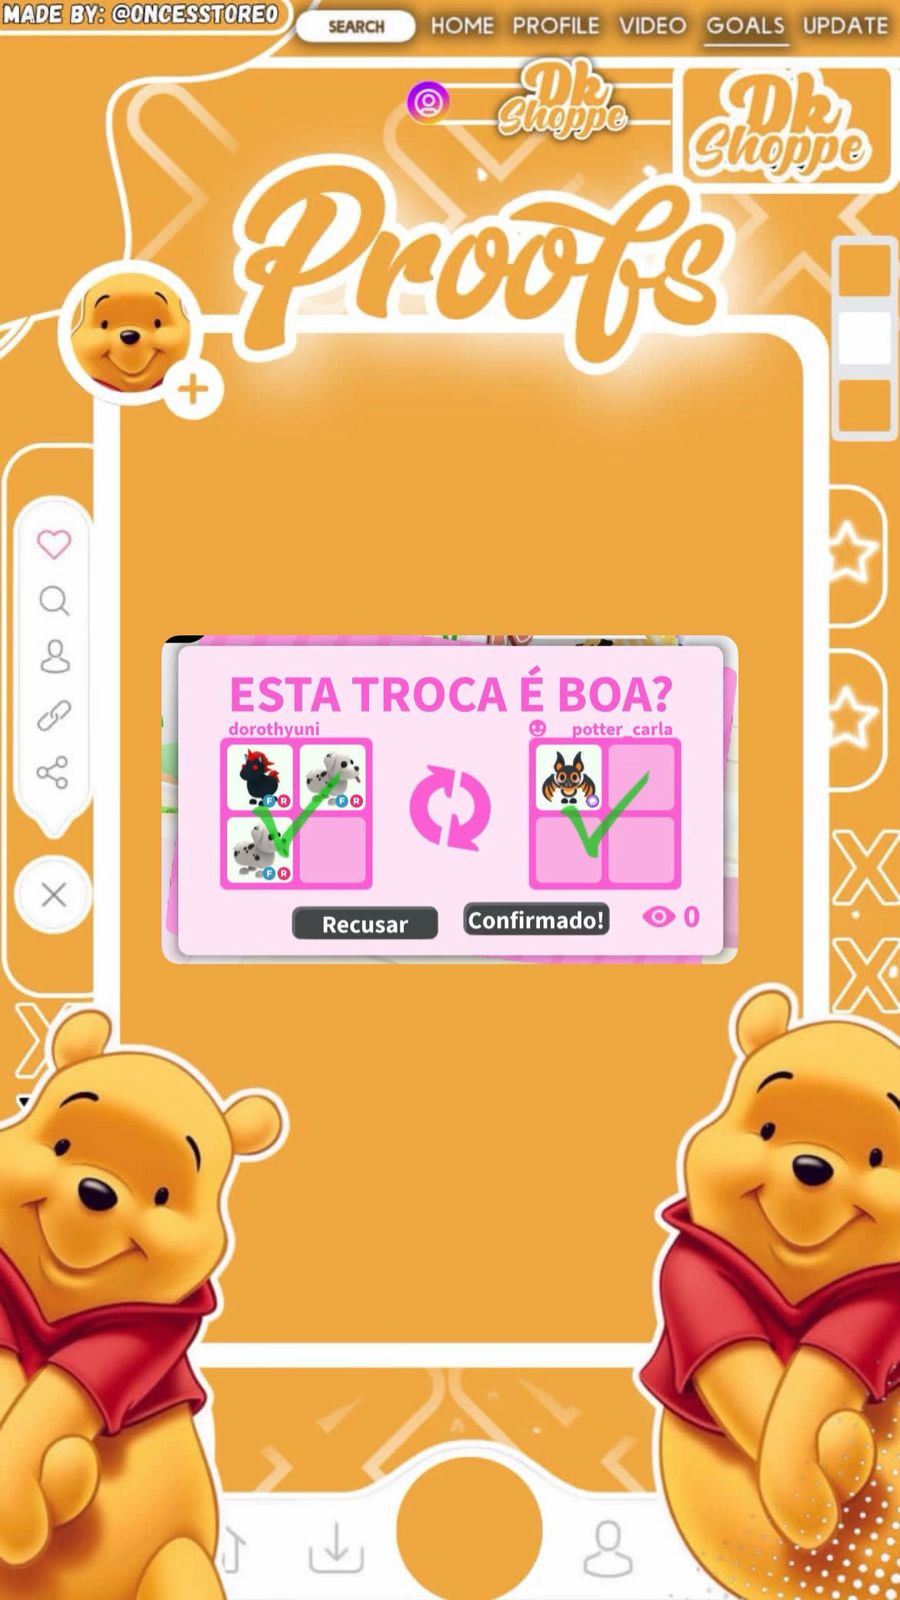 MADE BY: @ONCESSTOREO
SEARCH
HOME PROFILE VIDEO GOALS UPDATE
Dk
Shoppe
Dk
Shoppe
Proofs
ESTA TROCA É BOA?
dorothyuni
potter_carla
F R
F R
F R
Recusar
Confirmado!
0